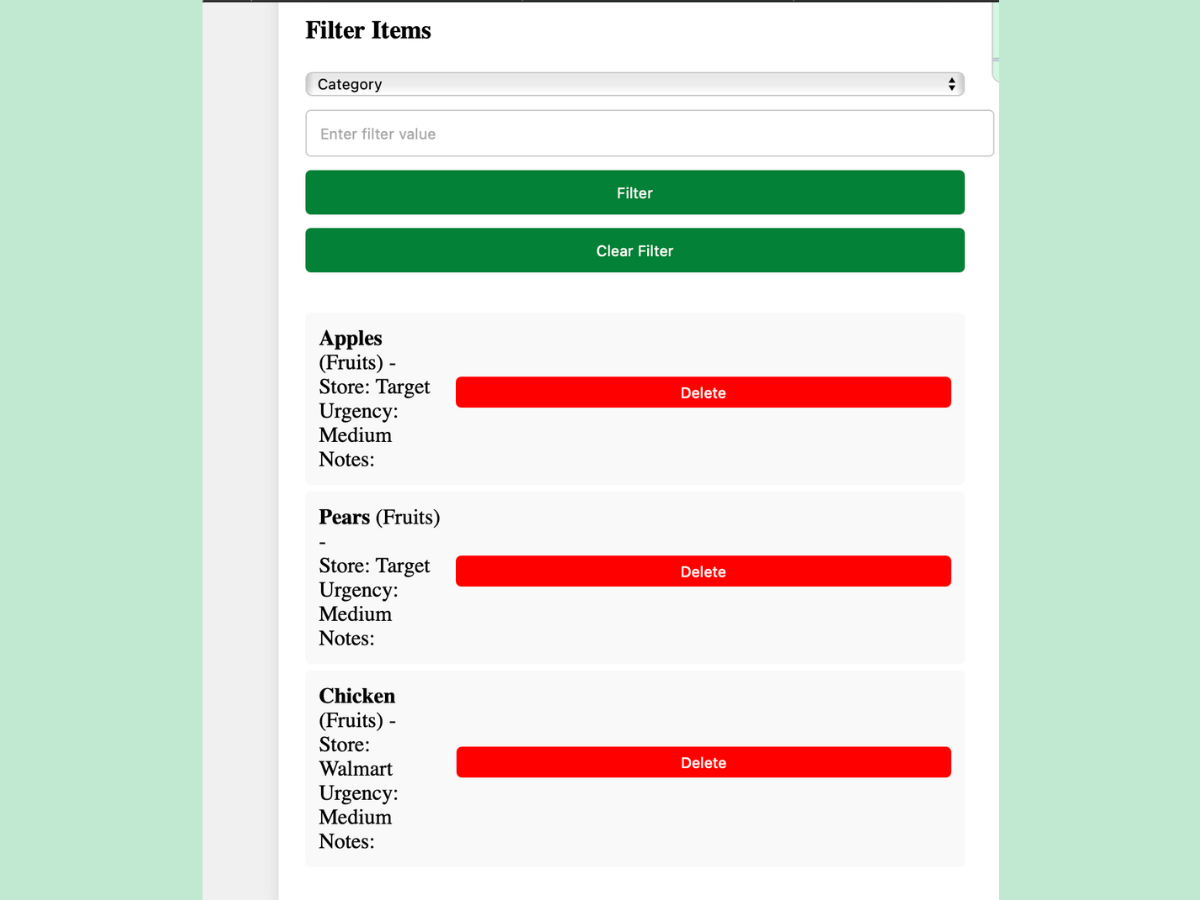 Filter Items
Category
Enter filter value
Filter
Clear Filter
Apples
(Fruits) -
Store: Target
Urgency:
Medium
Notes:
Delete
Pears (Fruits)
-
Store: Target
Urgency:
Medium
Notes:
Delete
Chicken
(Fruits) -
Store:
Walmart
Urgency:
Medium
Notes:
Delete